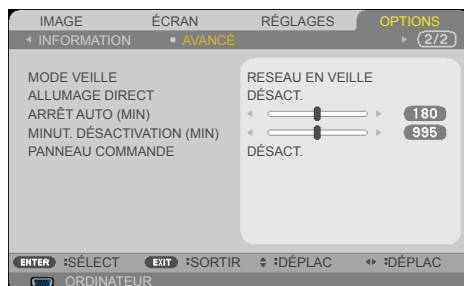 IMAGE ÉCRAN RÉGLAGES OPTIONS
INFORMATION AVANCÉ 2/2
MODE VEILLE RESEAU EN VEILLE
ALLUMAGE DIRECT DÉSACT.
ARRÊT AUTO (MIN) 180
MINUT. DÉSACTIVATION (MIN) 995
PANNEAU COMMANDE DÉSACT.
ENTER :SÉLECT EXIT :SORTIR :DÉPLAC :DÉPLAC
ORDINATEUR